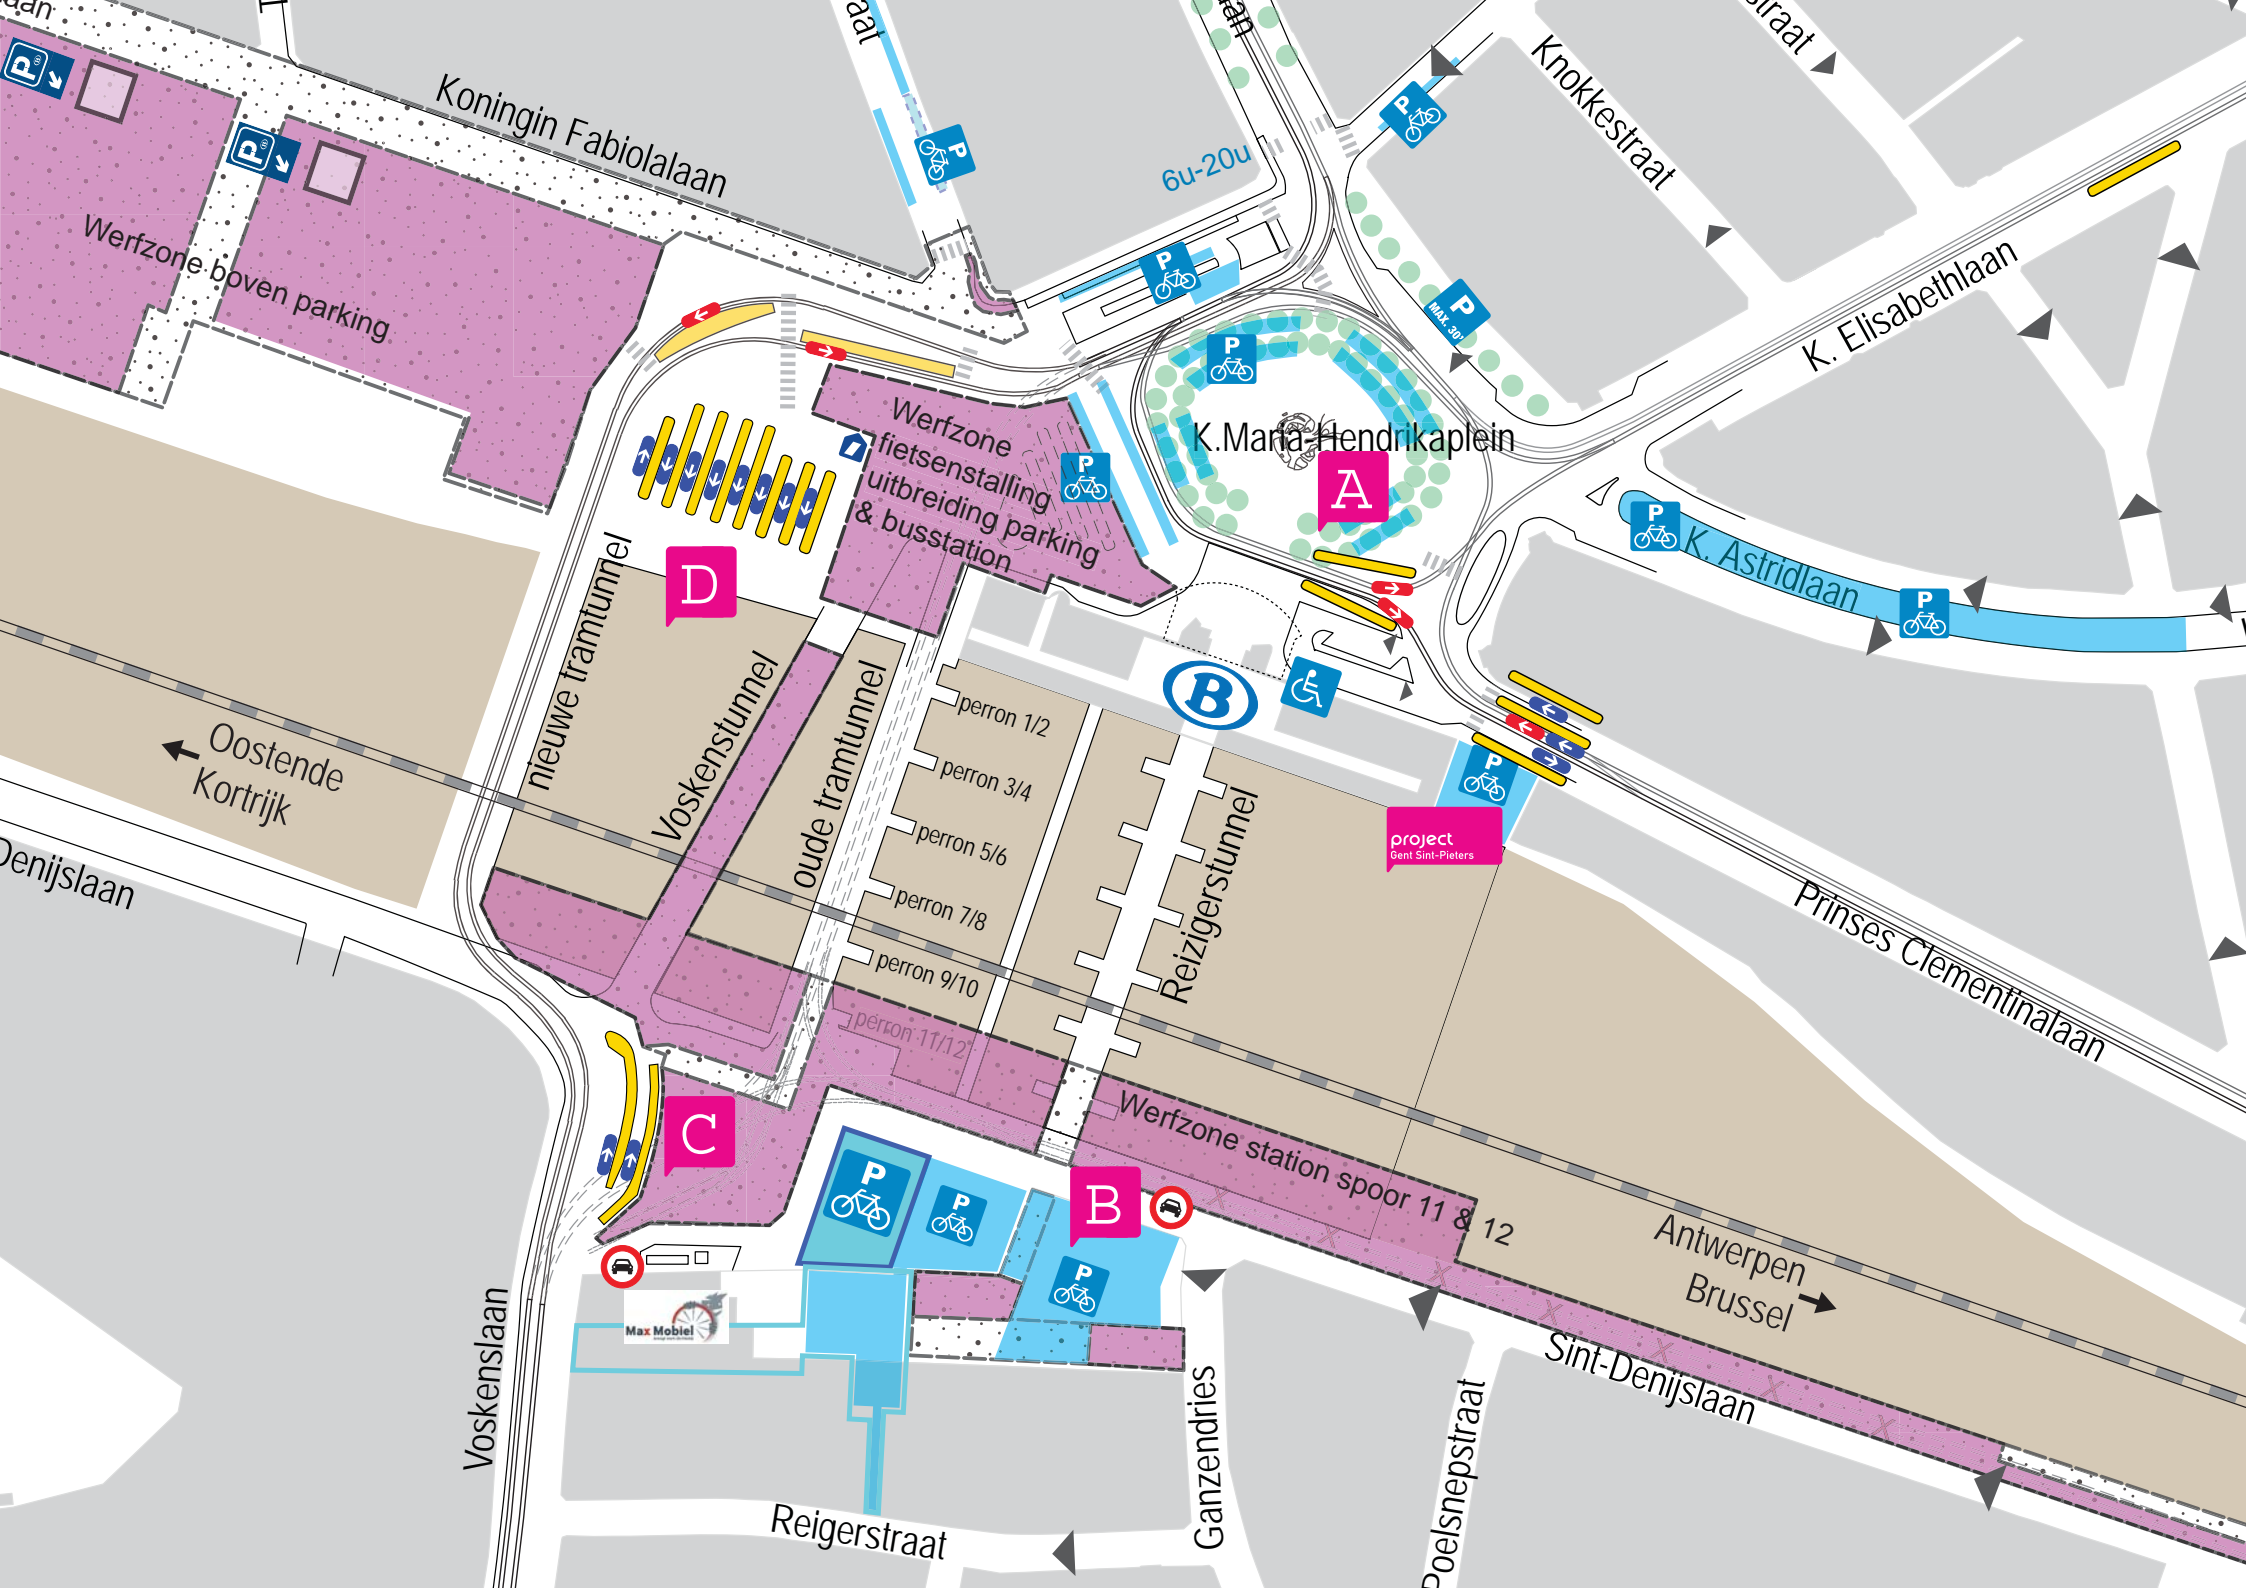 Koningin Fabiolalaan
Knokkestraat
K. Elisabethlaan
6u-20u
P
P
P
P
P
P
MAX. 30'
Werfzone boven parking
Werfzone
fietsenstalling
uitbreiding parking
& busstation
P
P
K.Maria-Hendrikaplein
A
P
K. Astridlaan
P
D
nieuwe tramtunnel
Voskenstunnel
oude tramtunnel
B
perron 1/2
perron 3/4
perron 5/6
perron 7/8
perron 9/10
perron 11/12
Reizigerstunnel
P
project
Gent Sint-Pieters
Oostende
Kortrijk
Denijslaan
Prinses Clementinalaan
C
Werfzone station spoor 11 & 12
B
P
P
P
Antwerpen
Brussel
Max Mobiel
Sint-Denijslaan
Voskenslaan
Ganzendries
Poelsnepstraat
Reigerstraat